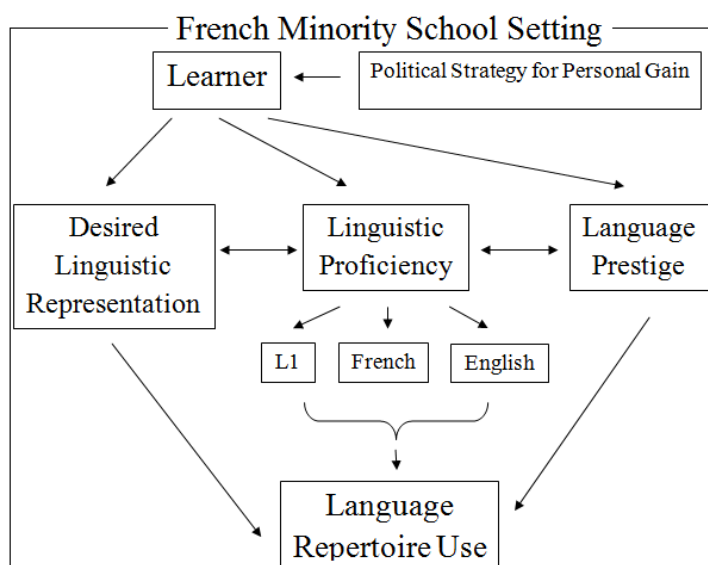 French Minority School Setting
Learner
Political Strategy for Personal Gain
Desired
Linguistic
Representation
Linguistic
Proficiency
Language
Prestige
L1
French
English
Language
Repertoire Use